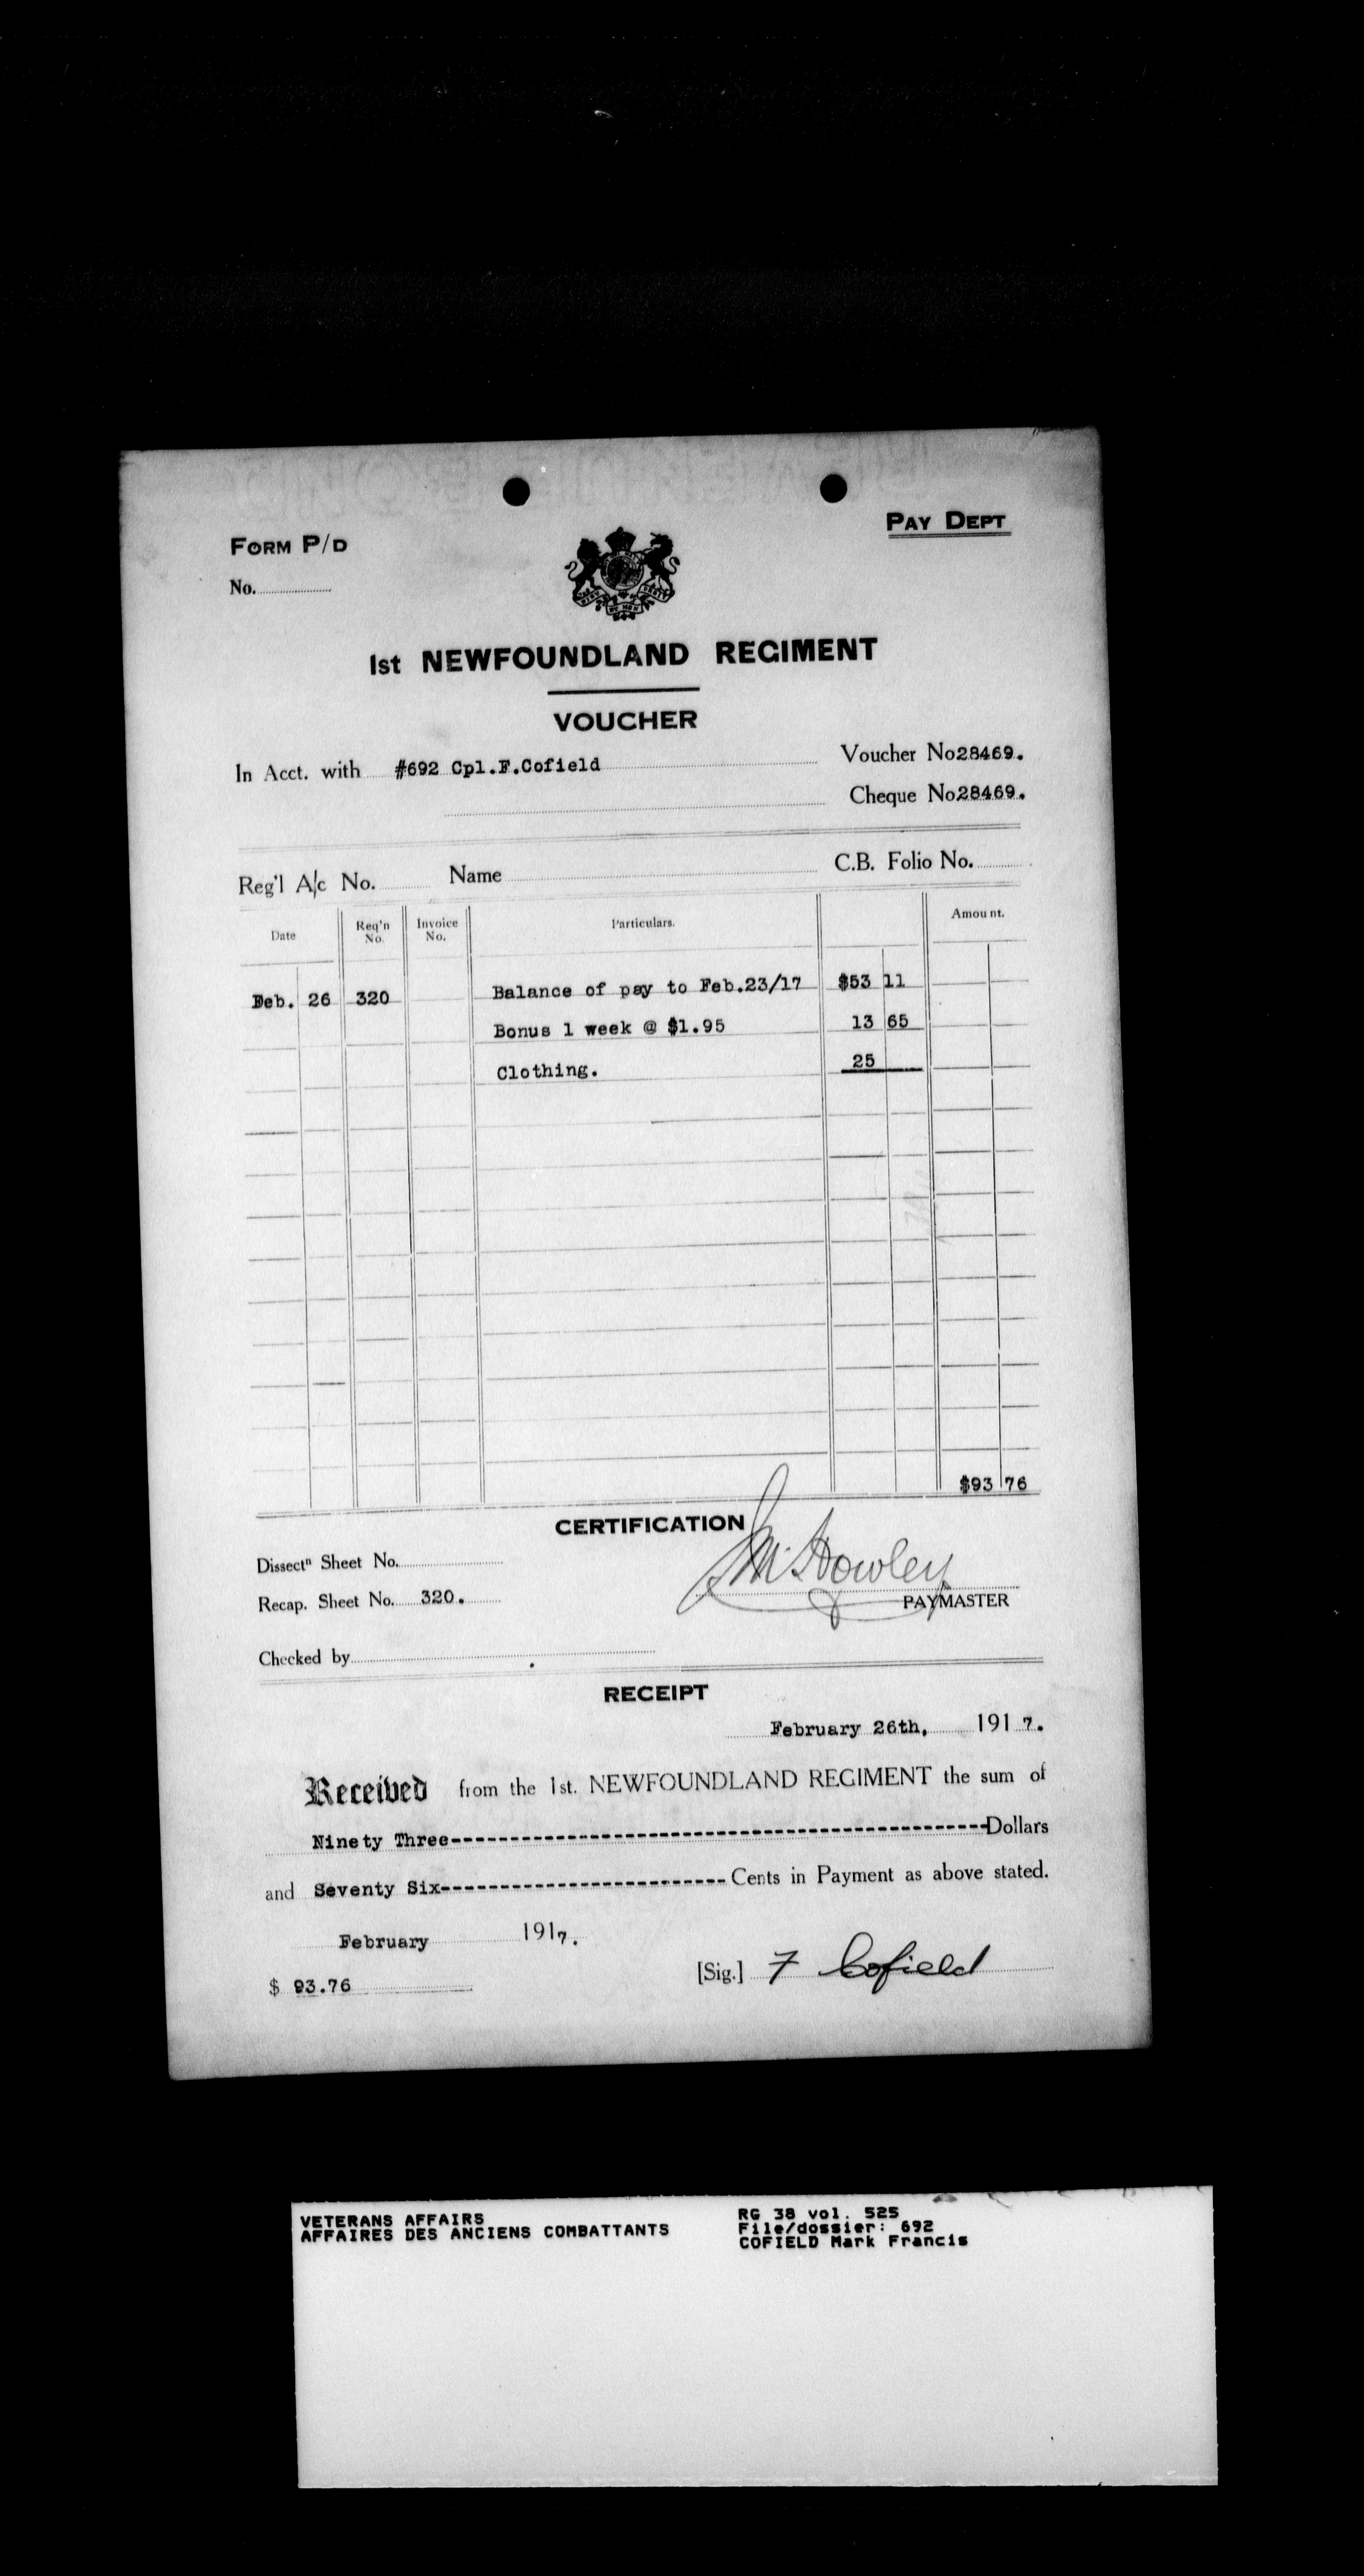 FORM P/D
PAY DEPT
No.
1st NEWFOUNDLAND REGIMENT
VOUCHER
In Acct. with #692 Cpl.F.Cofield
Voucher No 28469.
Cheque No 28469.
Reg'l A/c No. Name C.B. Folio No.
Date Req'n No. Invoice No. Particulars. Amount.
Feb. 26 320 Balance of pay to Feb.23/17 $53 11
Bonus 1 week @ $1.95 13 65
Clothing. 25
$93 76
CERTIFICATION
Dissectn Sheet No.
Recap. Sheet No. 320.
PAYMASTER
Checked by
RECEIPT
February 26th, 1917.
Received from the 1st. NEWFOUNDLAND REGIMENT the sum of
Ninety Three---------------------------------------------Dollars
and Seventy Six------------------------Cents in Payment as above stated.
February 1917.
[Sig.] F Cofield
$ 93.76
VETERANS AFFAIRS
AFFAIRES DES ANCIENS COMBATTANTS
RG 38 vol. 525
File/dossier: 692
COFIELD Mark Francis